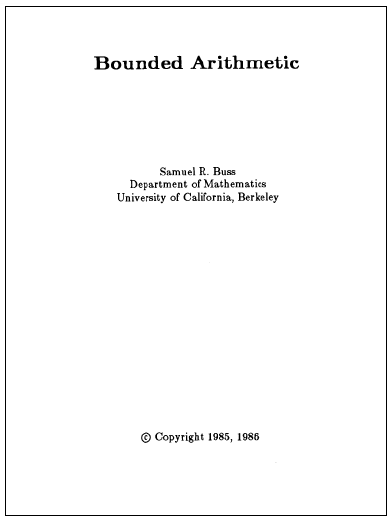 Bounded Arithmetic
Samuel R. Buss
Department of Mathematics
University of California, Berkeley
© Copyright 1985, 1986